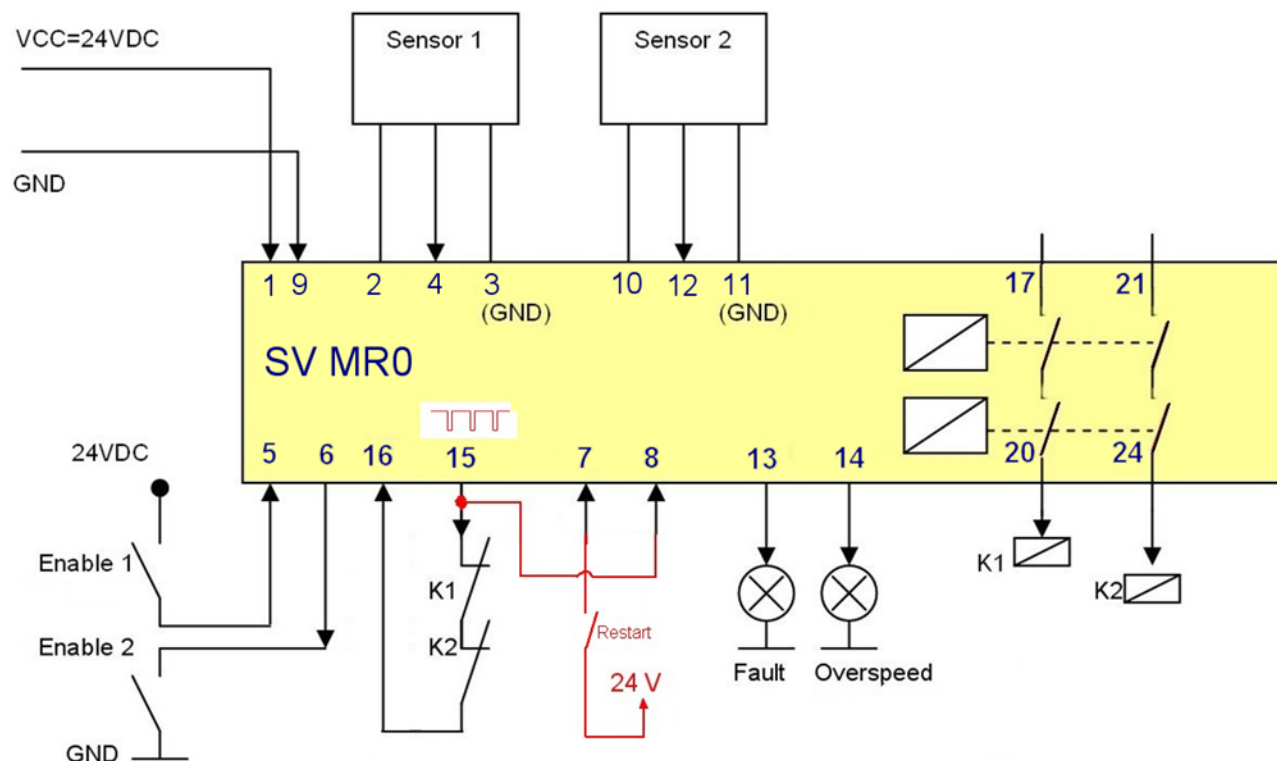 VCC=24VDC
GND
Sensor 1
Sensor 2
1 9 2 4 3 10 12 11 17 21
(GND) (GND)
SV MR0
5 6 16 15 7 8 13 14 20 24
24VDC
Enable 1
Enable 2
GND
K1
K2
Restart
24 V
Fault
Overspeed
K1
K2